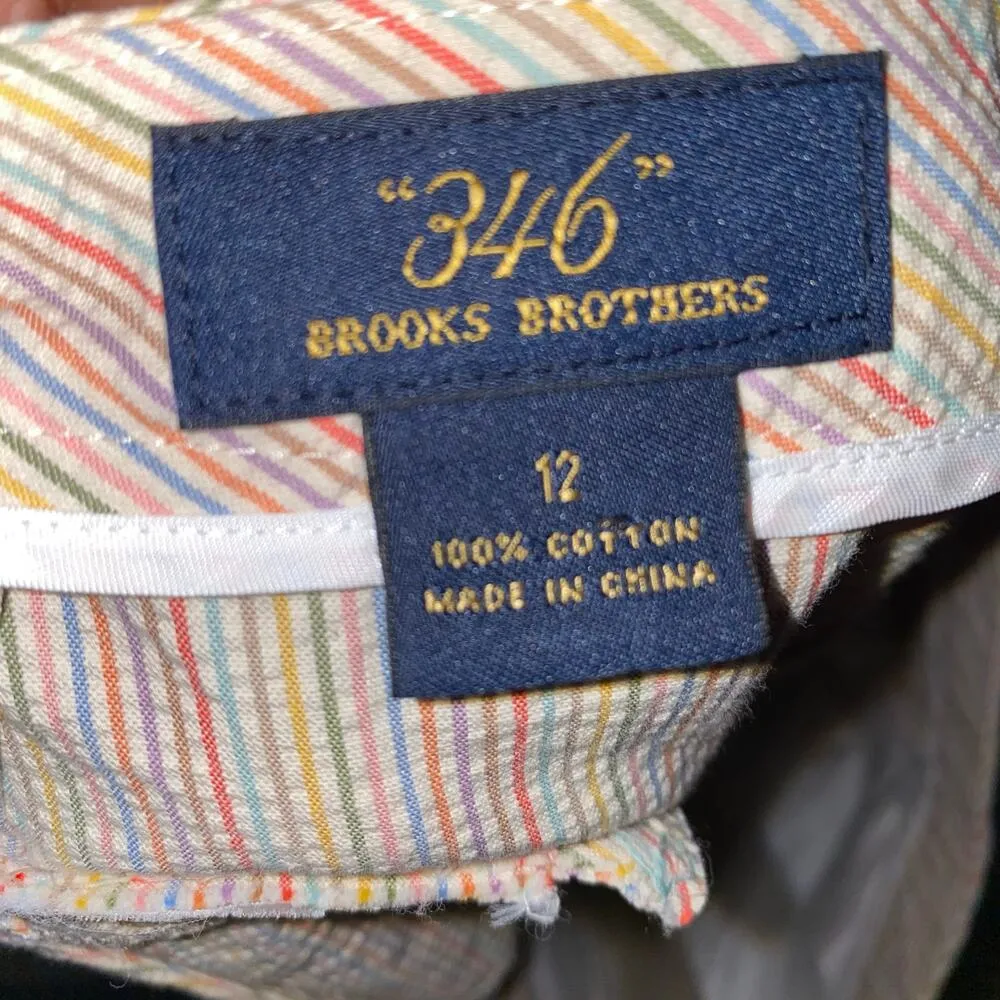 “346”
BROOKS BROTHERS
12
100% COTTON
MADE IN CHINA